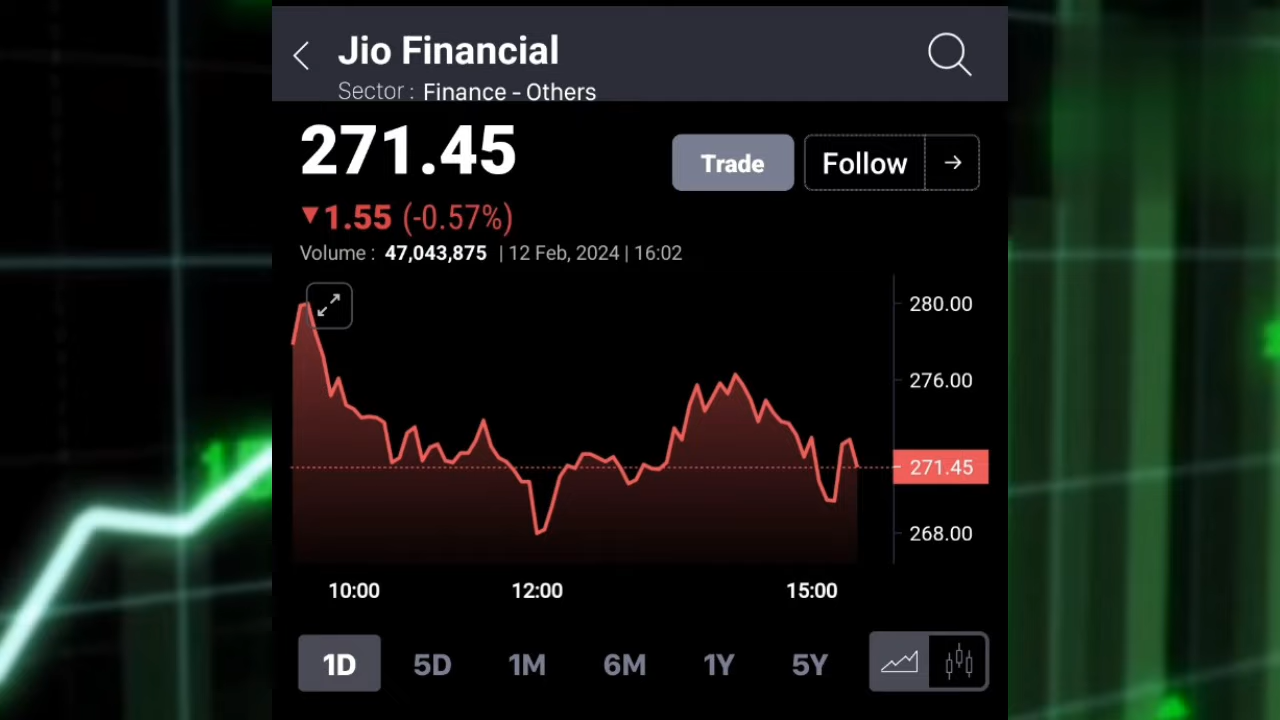 Jio Financial
Sector : Finance - Others
271.45
Trade
Follow →
▼1.55 (-0.57%)
Volume : 47,043,875 | 12 Feb, 2024 | 16:02
280.00
276.00
271.45
268.00
10:00 12:00 15:00
1D 5D 1M 6M 1Y 5Y